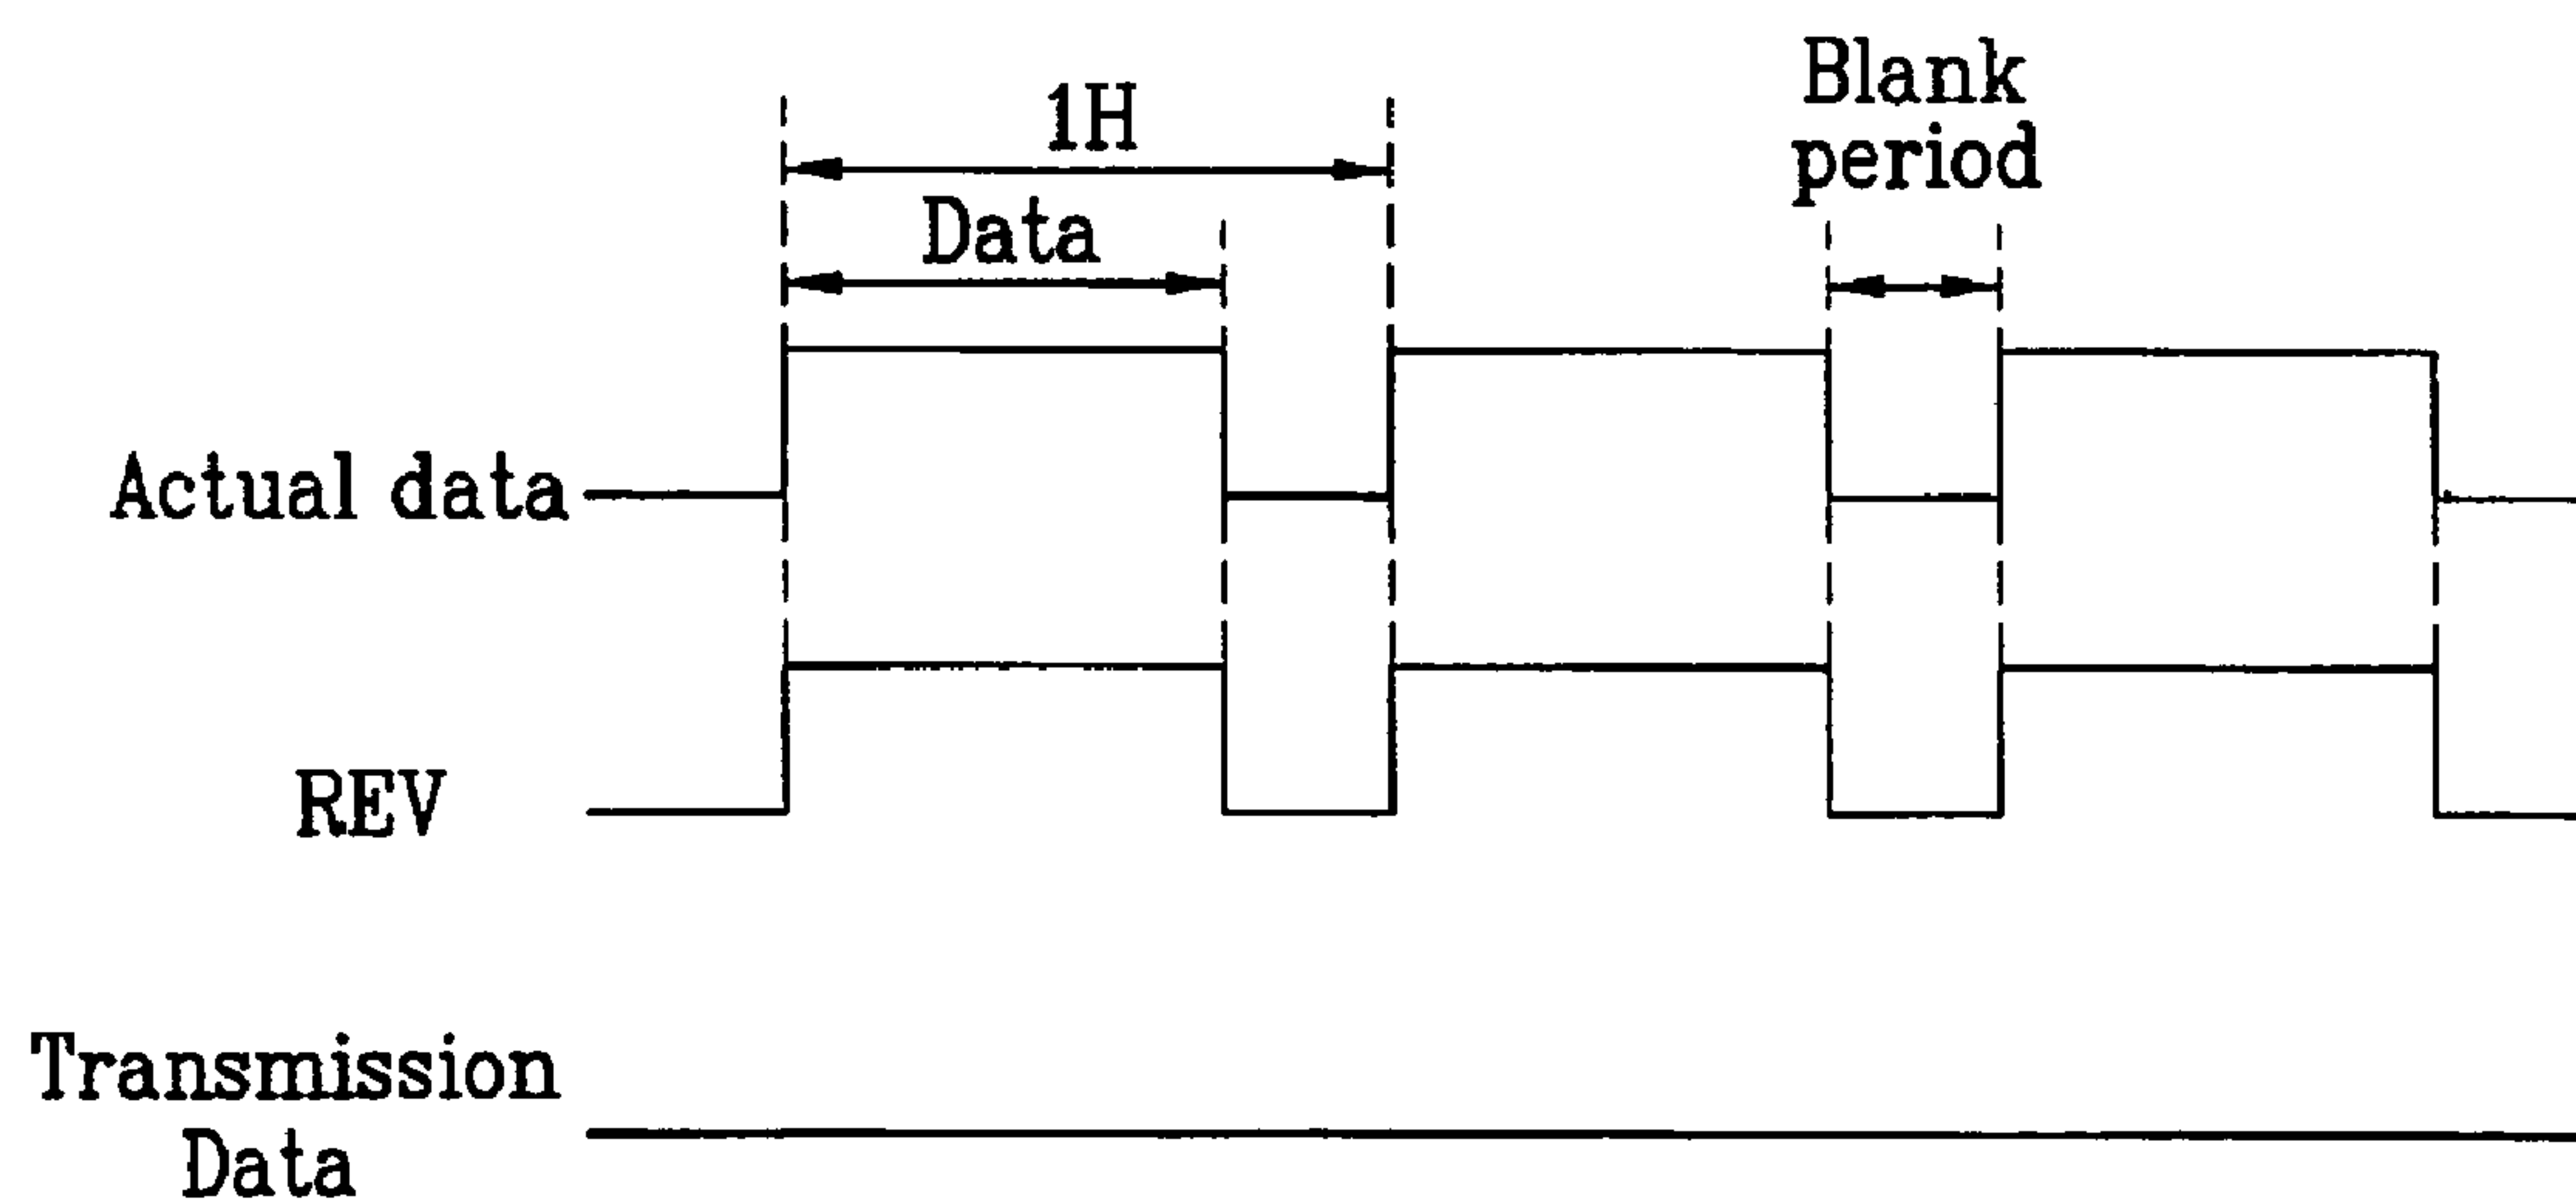 Blank
period
1H
Data
Actual data
REV
Transmission
Data